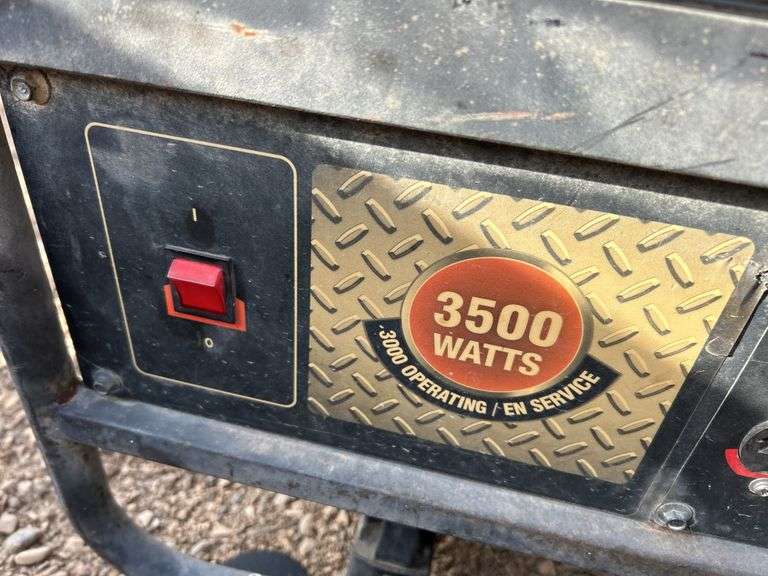 I
O
3500
WATTS
3000 OPERATING / EN SERVICE